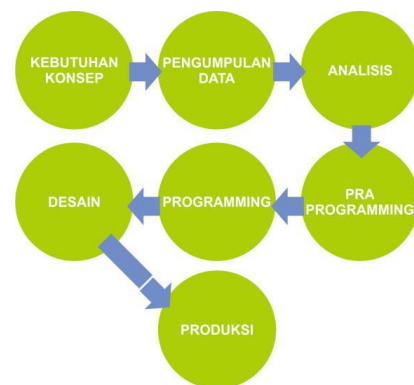 KEBUTUHAN
KONSEP
PENGUMPULAN
DATA
ANALISIS
PRA
PROGRAMMING
PROGRAMMING
DESAIN
PRODUKSI